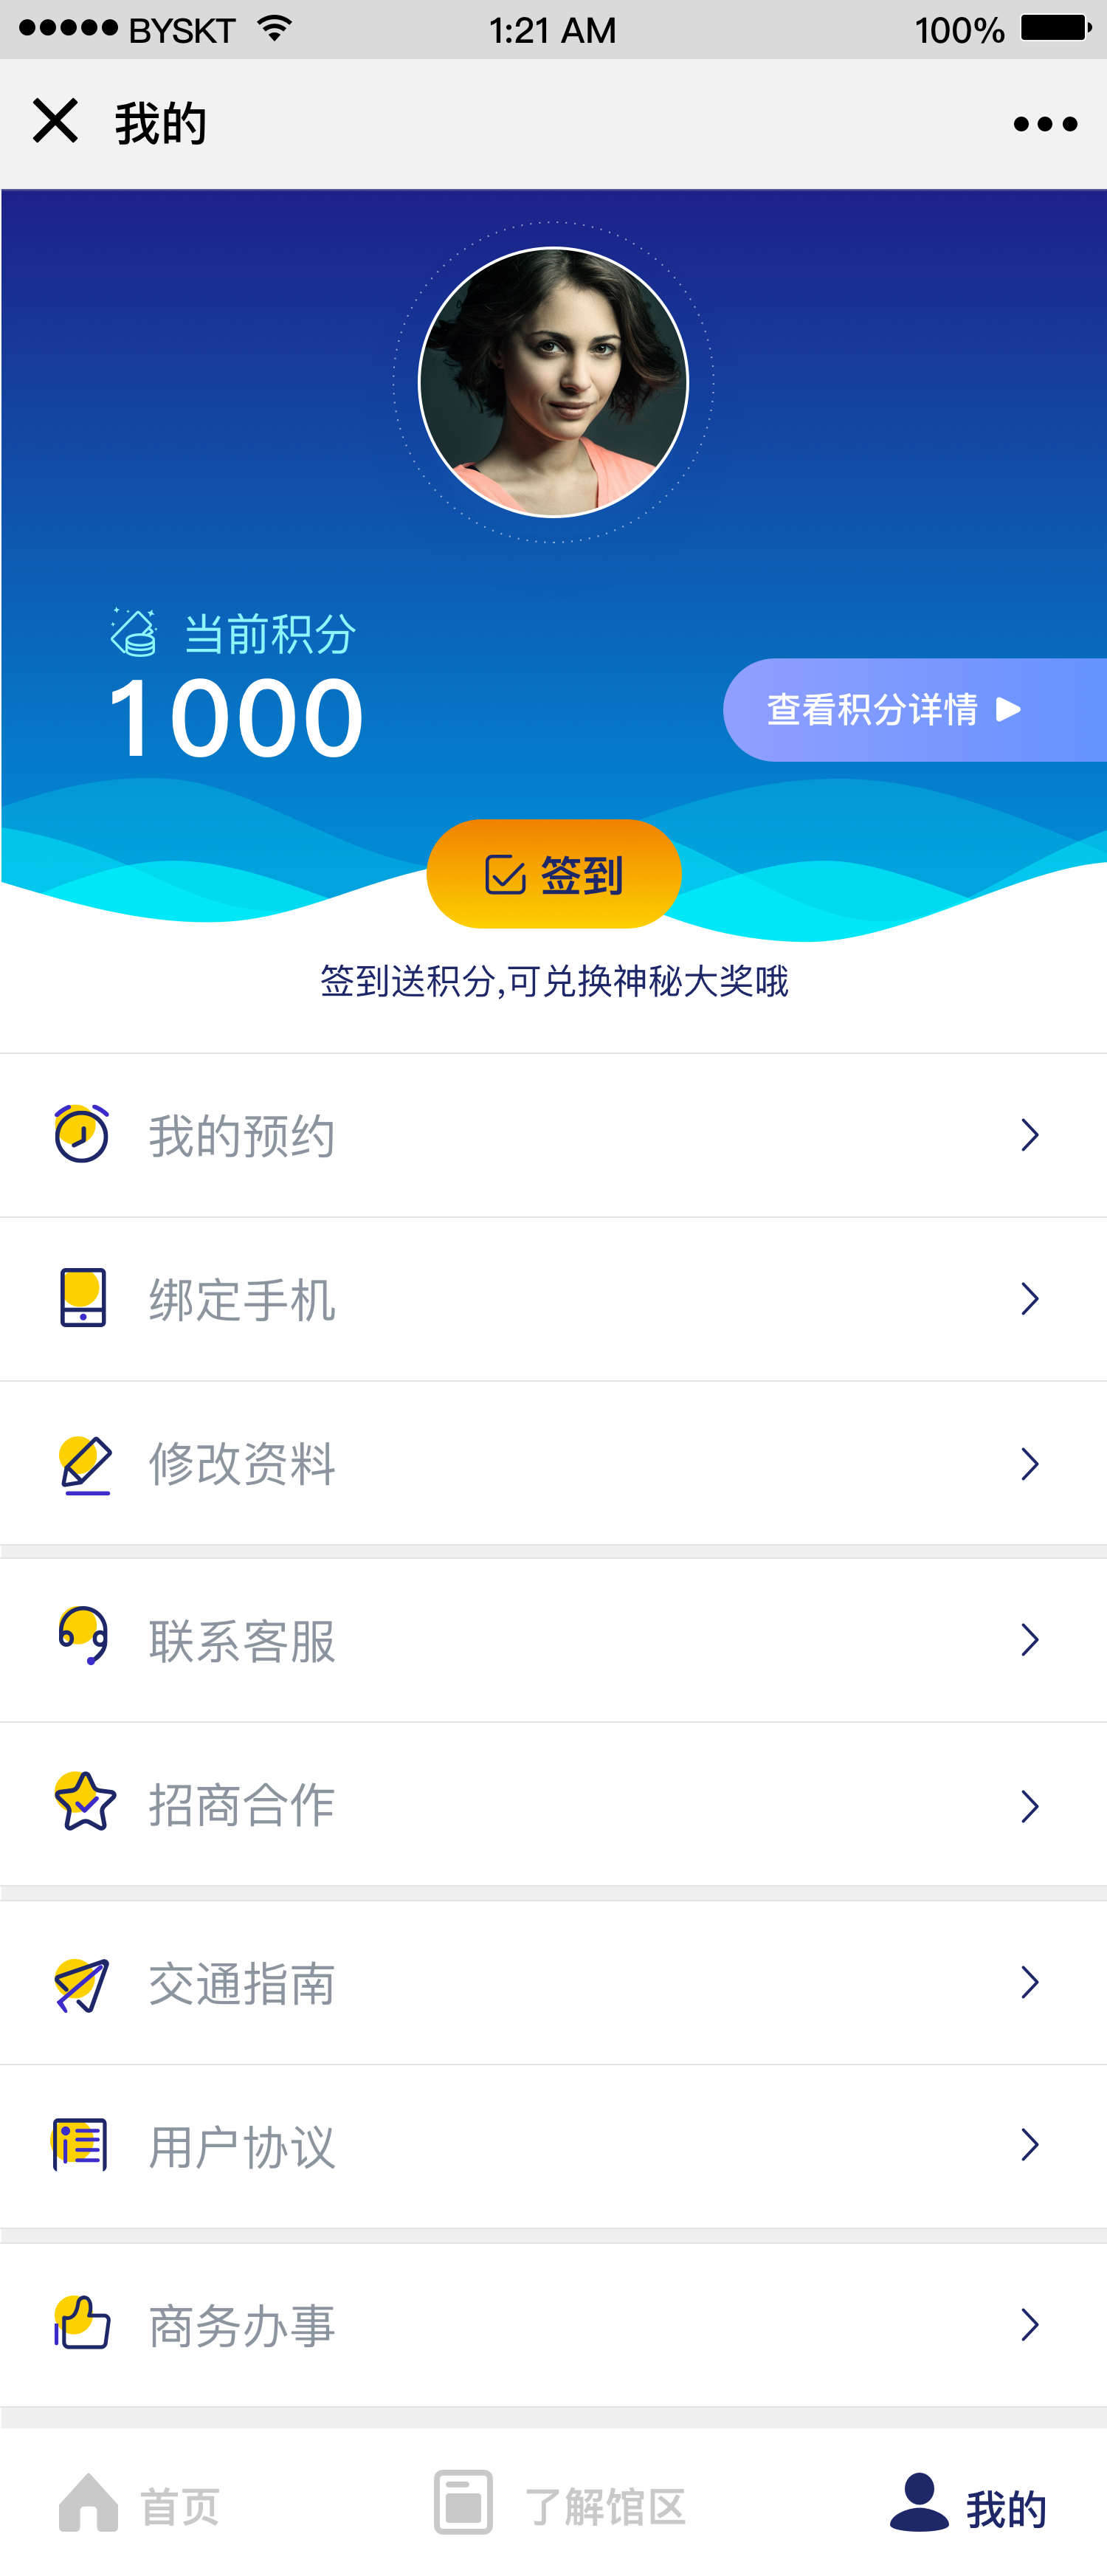 BYSKT 1:21 AM 100%
我的
当前积分
1000
查看积分详情
签到
签到送积分,可兑换神秘大奖哦
我的预约
绑定手机
修改资料
联系客服
招商合作
交通指南
用户协议
商务办事
首页 了解馆区 我的